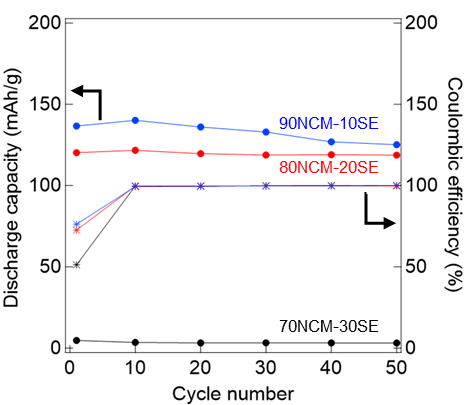 200
150
100
50
0
Discharge capacity (mAh/g)
90NCM-10SE
80NCM-20SE
70NCM-30SE
200
150
100
50
0
Coulombic efficiency (%)
0 10 20 30 40 50
Cycle number